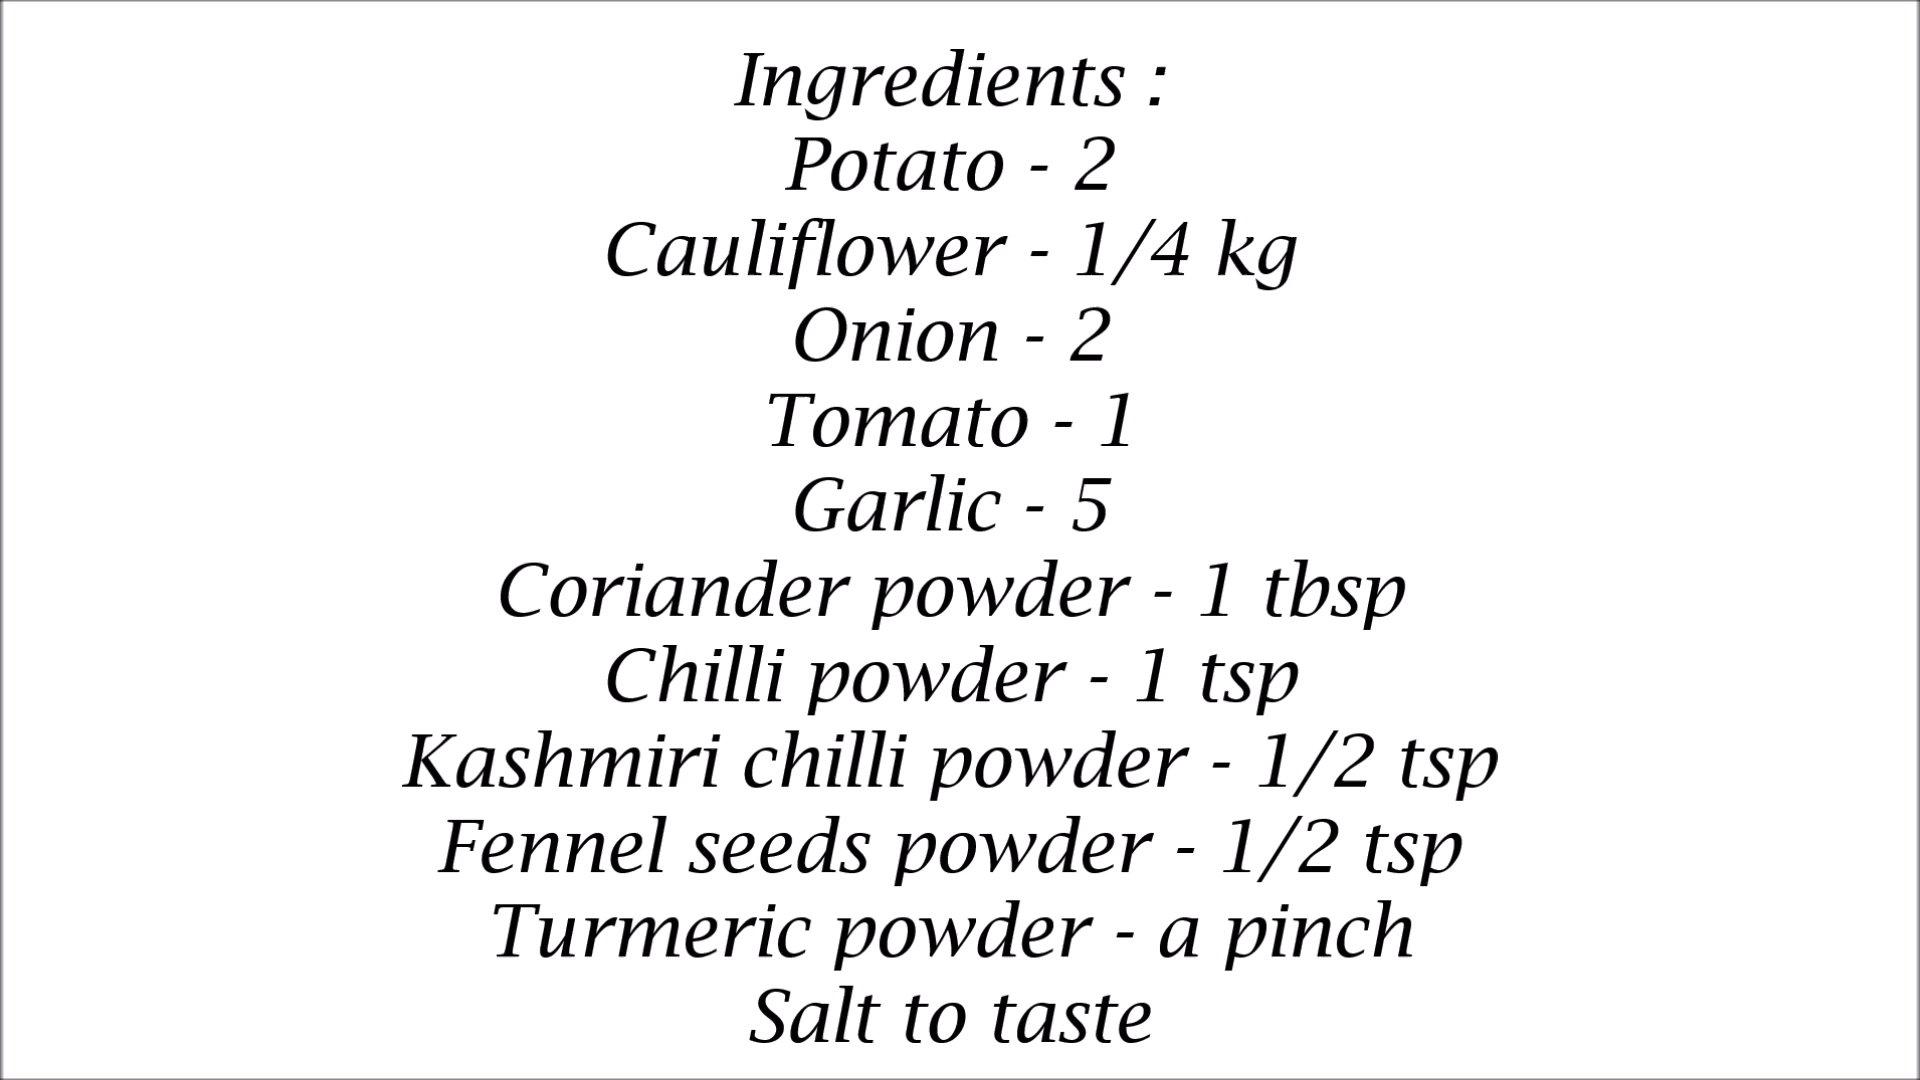 Ingredients :
Potato - 2
Cauliflower - 1/4 kg
Onion - 2
Tomato - 1
Garlic - 5
Coriander powder - 1 tbsp
Chilli powder - 1 tsp
Kashmiri chilli powder - 1/2 tsp
Fennel seeds powder - 1/2 tsp
Turmeric powder - a pinch
Salt to taste